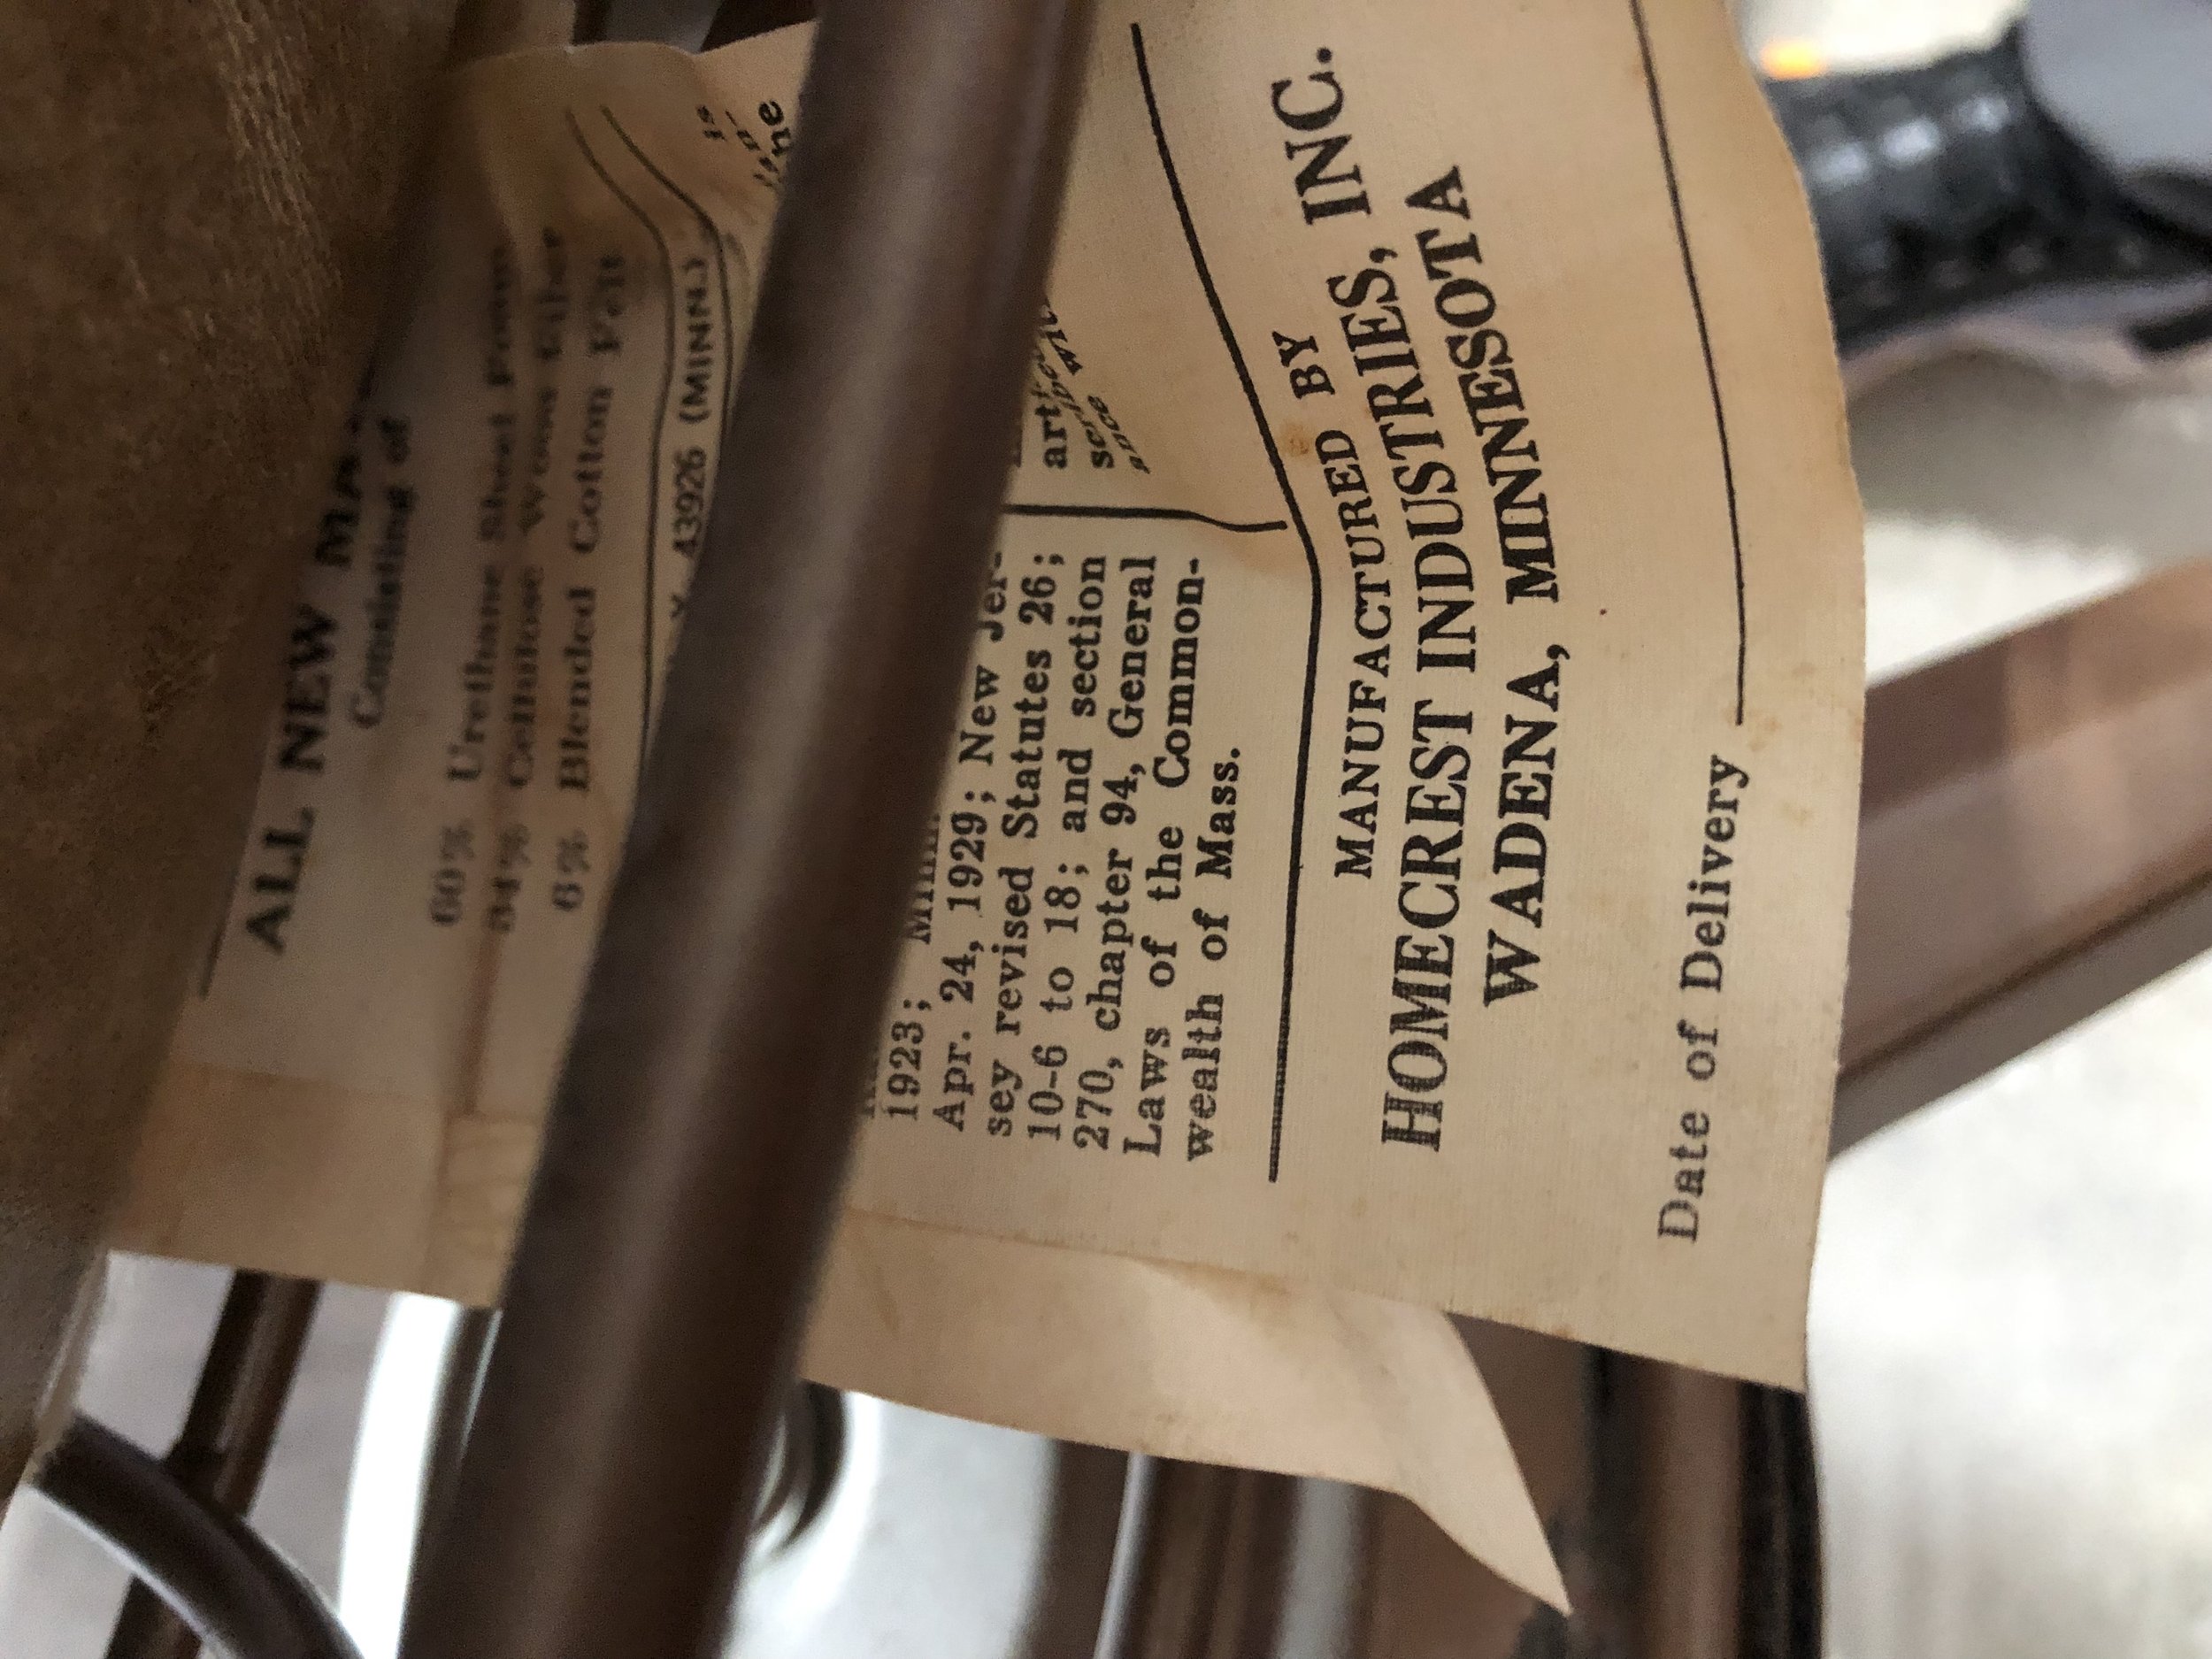 ALL NEW
Consisting of
60% Urethane Sheet Foam
34% Cellulose Wood Fiber
6% Blended Cotton Felt
43926 (MINN.)
is
1923; Minn.
Apr. 24, 1929; New Jer-
sey revised Statutes 26;
10-6 to 18; and section
270, chapter 94, General
Laws of the Common-
wealth of Mass.
MANUFACTURED BY
HOMECREST INDUSTRIES, INC.
WADENA, MINNESOTA
Date of Delivery